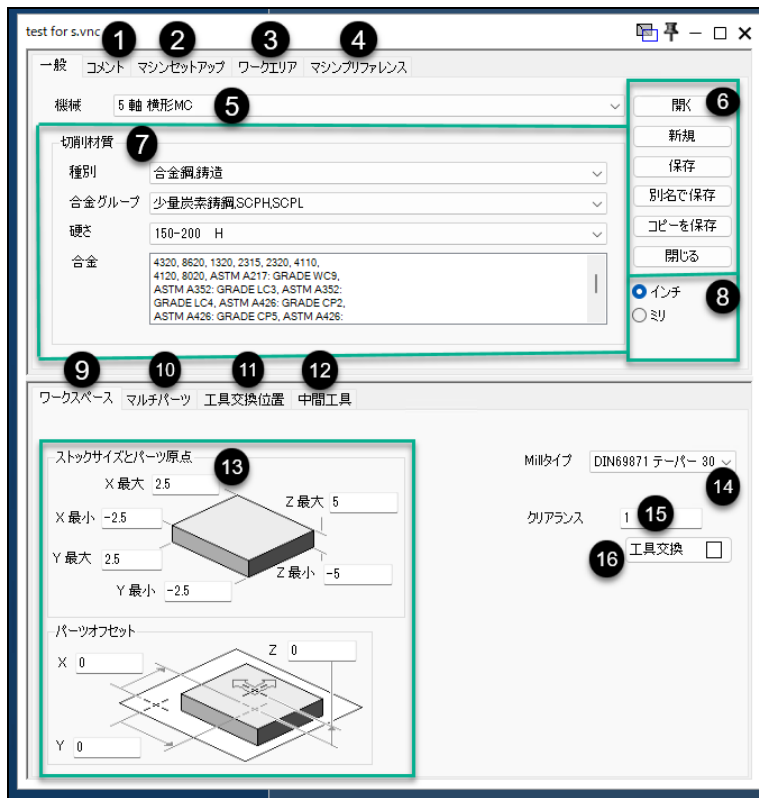 test for s.vnc
1 2 3 4
一般 コメント マシンセットアップ ワークエリア マシンプリファレンス
機械 5 軸 横形MC 5
開く 6
新規
保存
別名で保存
コピーを保存
閉じる
切削材質 7
種別 合金鋼,鋳造
合金グループ 少量炭素鋳鋼,SCPH,SCPL
硬さ 150-200 H
合金 4320, 8620, 1320, 2315, 2320, 4110,
4120, 8020, ASTM A217: GRADE WC9,
ASTM A352: GRADE LC3, ASTM A352:
GRADE LC4, ASTM A426: GRADE CP2,
ASTM A426: GRADE CP5, ASTM A426:
インチ 8
ミリ
9 10 11 12
ワークスペース マルチパーツ 工具交換位置 中間工具
ストックサイズとパーツ原点 13
X 最大 2.5
Z 最大 5
X 最小 -2.5
Y 最大 2.5
Z 最小 -5
Y 最小 -2.5
Millタイプ DIN69871 テーパー 30
14
クリアランス 1 15
16 工具交換
パーツオフセット
X 0
Z 0
Y 0